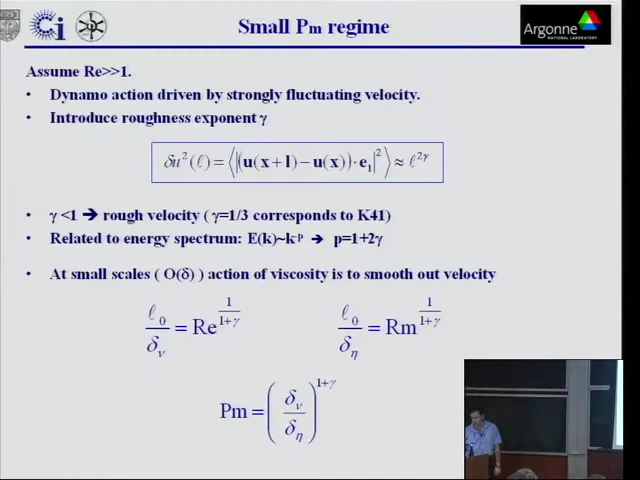 Small Pm regime
Argonne
NATIONAL LABORATORY
Assume Re>>1.
• Dynamo action driven by strongly fluctuating velocity.
• Introduce roughness exponent γ
δu²(ℓ) = ⟨|(u(x+l) − u(x))·e₁|²⟩ ≈ ℓ^{2γ}
• γ <1 ➔ rough velocity ( γ=1/3 corresponds to K41)
• Related to energy spectrum: E(k)~k^{-p} ➔ p=1+2γ
• At small scales ( O(δ) ) action of viscosity is to smooth out velocity
ℓ₀/δ_ν = Re^{1/(1+γ)} ℓ₀/δ_η = Rm^{1/(1+γ)}
Pm = (δ_ν/δ_η)^{1+γ}